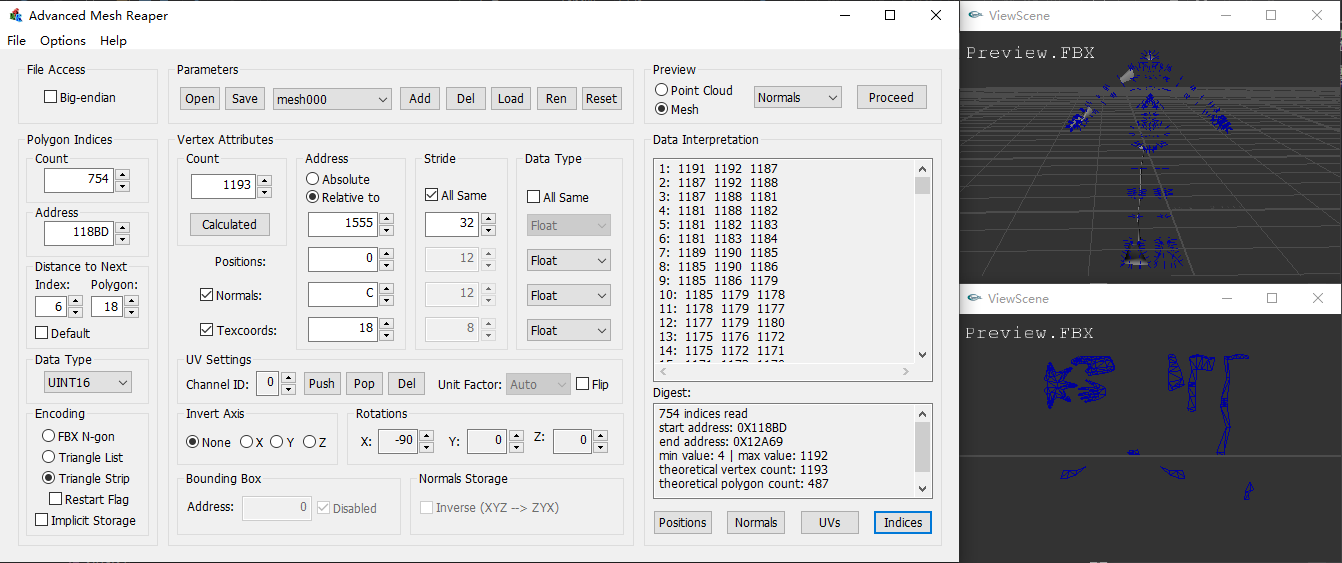 Advanced Mesh Reaper
File Options Help
File Access
Big-endian
Parameters
Open Save mesh000 Add Del Load Ren Reset
Preview
Point Cloud
Mesh
Normals
Proceed
Polygon Indices
Count
754
Address
118BD
Distance to Next
Index: Polygon:
6 18
Default
Data Type
UINT16
Encoding
FBX N-gon
Triangle List
Triangle Strip
Restart Flag
Implicit Storage
Vertex Attributes
Count
1193
Calculated
Address
Absolute
Relative to
1555
Stride
All Same
32
Data Type
All Same
Float
Positions: 0 12 Float
Normals: C 12 Float
Texcoords: 18 8 Float
UV Settings
Channel ID: 0 Push Pop Del Unit Factor: Auto Flip
Invert Axis
None X Y Z
Rotations
X: -90 Y: 0 Z: 0
Bounding Box
Address: 0 Disabled
Normals Storage
Inverse (XYZ --> ZYX)
Data Interpretation
1: 1191 1192 1187
2: 1187 1192 1188
3: 1187 1188 1181
4: 1181 1188 1182
5: 1181 1182 1183
6: 1181 1183 1184
7: 1189 1190 1185
8: 1185 1190 1186
9: 1185 1186 1179
10: 1185 1179 1178
11: 1178 1179 1177
12: 1177 1179 1180
13: 1175 1176 1172
14: 1175 1172 1171
Digest:
754 indices read
start address: 0X118BD
end address: 0X12A69
min value: 4 | max value: 1192
theoretical vertex count: 1193
theoretical polygon count: 487
Positions Normals UVs Indices
ViewScene
Preview.FBX
ViewScene
Preview.FBX